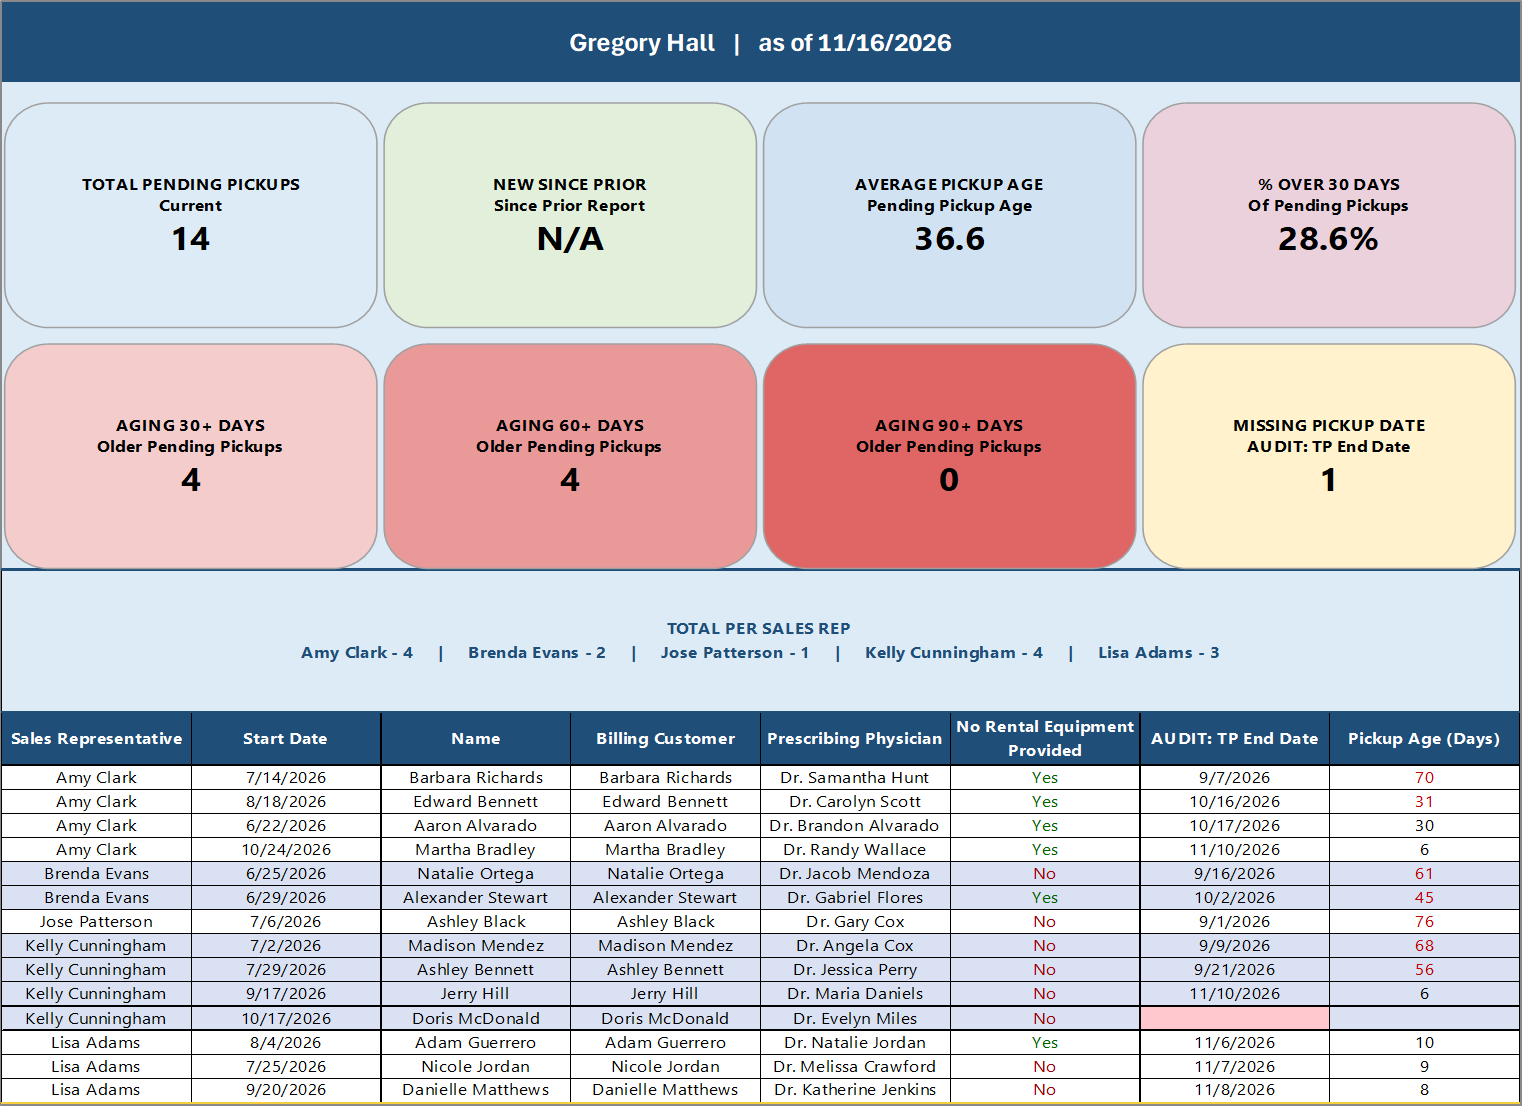 Gregory Hall | as of 11/16/2026
TOTAL PENDING PICKUPS
Current
14
NEW SINCE PRIOR
Since Prior Report
N/A
AVERAGE PICKUP AGE
Pending Pickup Age
36.6
% OVER 30 DAYS
Of Pending Pickups
28.6%
AGING 30+ DAYS
Older Pending Pickups
4
AGING 60+ DAYS
Older Pending Pickups
4
AGING 90+ DAYS
Older Pending Pickups
0
MISSING PICKUP DATE
AUDIT: TP End Date
1
TOTAL PER SALES REP
Amy Clark - 4 | Brenda Evans - 2 | Jose Patterson - 1 | Kelly Cunningham - 4 | Lisa Adams - 3
Sales Representative Start Date Name Billing Customer Prescribing Physician No Rental Equipment Provided AUDIT: TP End Date Pickup Age (Days)
Amy Clark 7/14/2026 Barbara Richards Barbara Richards Dr. Samantha Hunt Yes 9/7/2026 70
Amy Clark 8/18/2026 Edward Bennett Edward Bennett Dr. Carolyn Scott Yes 10/16/2026 31
Amy Clark 6/22/2026 Aaron Alvarado Aaron Alvarado Dr. Brandon Alvarado Yes 10/17/2026 30
Amy Clark 10/24/2026 Martha Bradley Martha Bradley Dr. Randy Wallace Yes 11/10/2026 6
Brenda Evans 6/25/2026 Natalie Ortega Natalie Ortega Dr. Jacob Mendoza No 9/16/2026 61
Brenda Evans 6/29/2026 Alexander Stewart Alexander Stewart Dr. Gabriel Flores Yes 10/2/2026 45
Jose Patterson 7/6/2026 Ashley Black Ashley Black Dr. Gary Cox No 9/1/2026 76
Kelly Cunningham 7/2/2026 Madison Mendez Madison Mendez Dr. Angela Cox No 9/9/2026 68
Kelly Cunningham 7/29/2026 Ashley Bennett Ashley Bennett Dr. Jessica Perry No 9/21/2026 56
Kelly Cunningham 9/17/2026 Jerry Hill Jerry Hill Dr. Maria Daniels No 11/10/2026 6
Kelly Cunningham 10/17/2026 Doris McDonald Doris McDonald Dr. Evelyn Miles No
Lisa Adams 8/4/2026 Adam Guerrero Adam Guerrero Dr. Natalie Jordan Yes 11/6/2026 10
Lisa Adams 7/25/2026 Nicole Jordan Nicole Jordan Dr. Melissa Crawford No 11/7/2026 9
Lisa Adams 9/20/2026 Danielle Matthews Danielle Matthews Dr. Katherine Jenkins No 11/8/2026 8